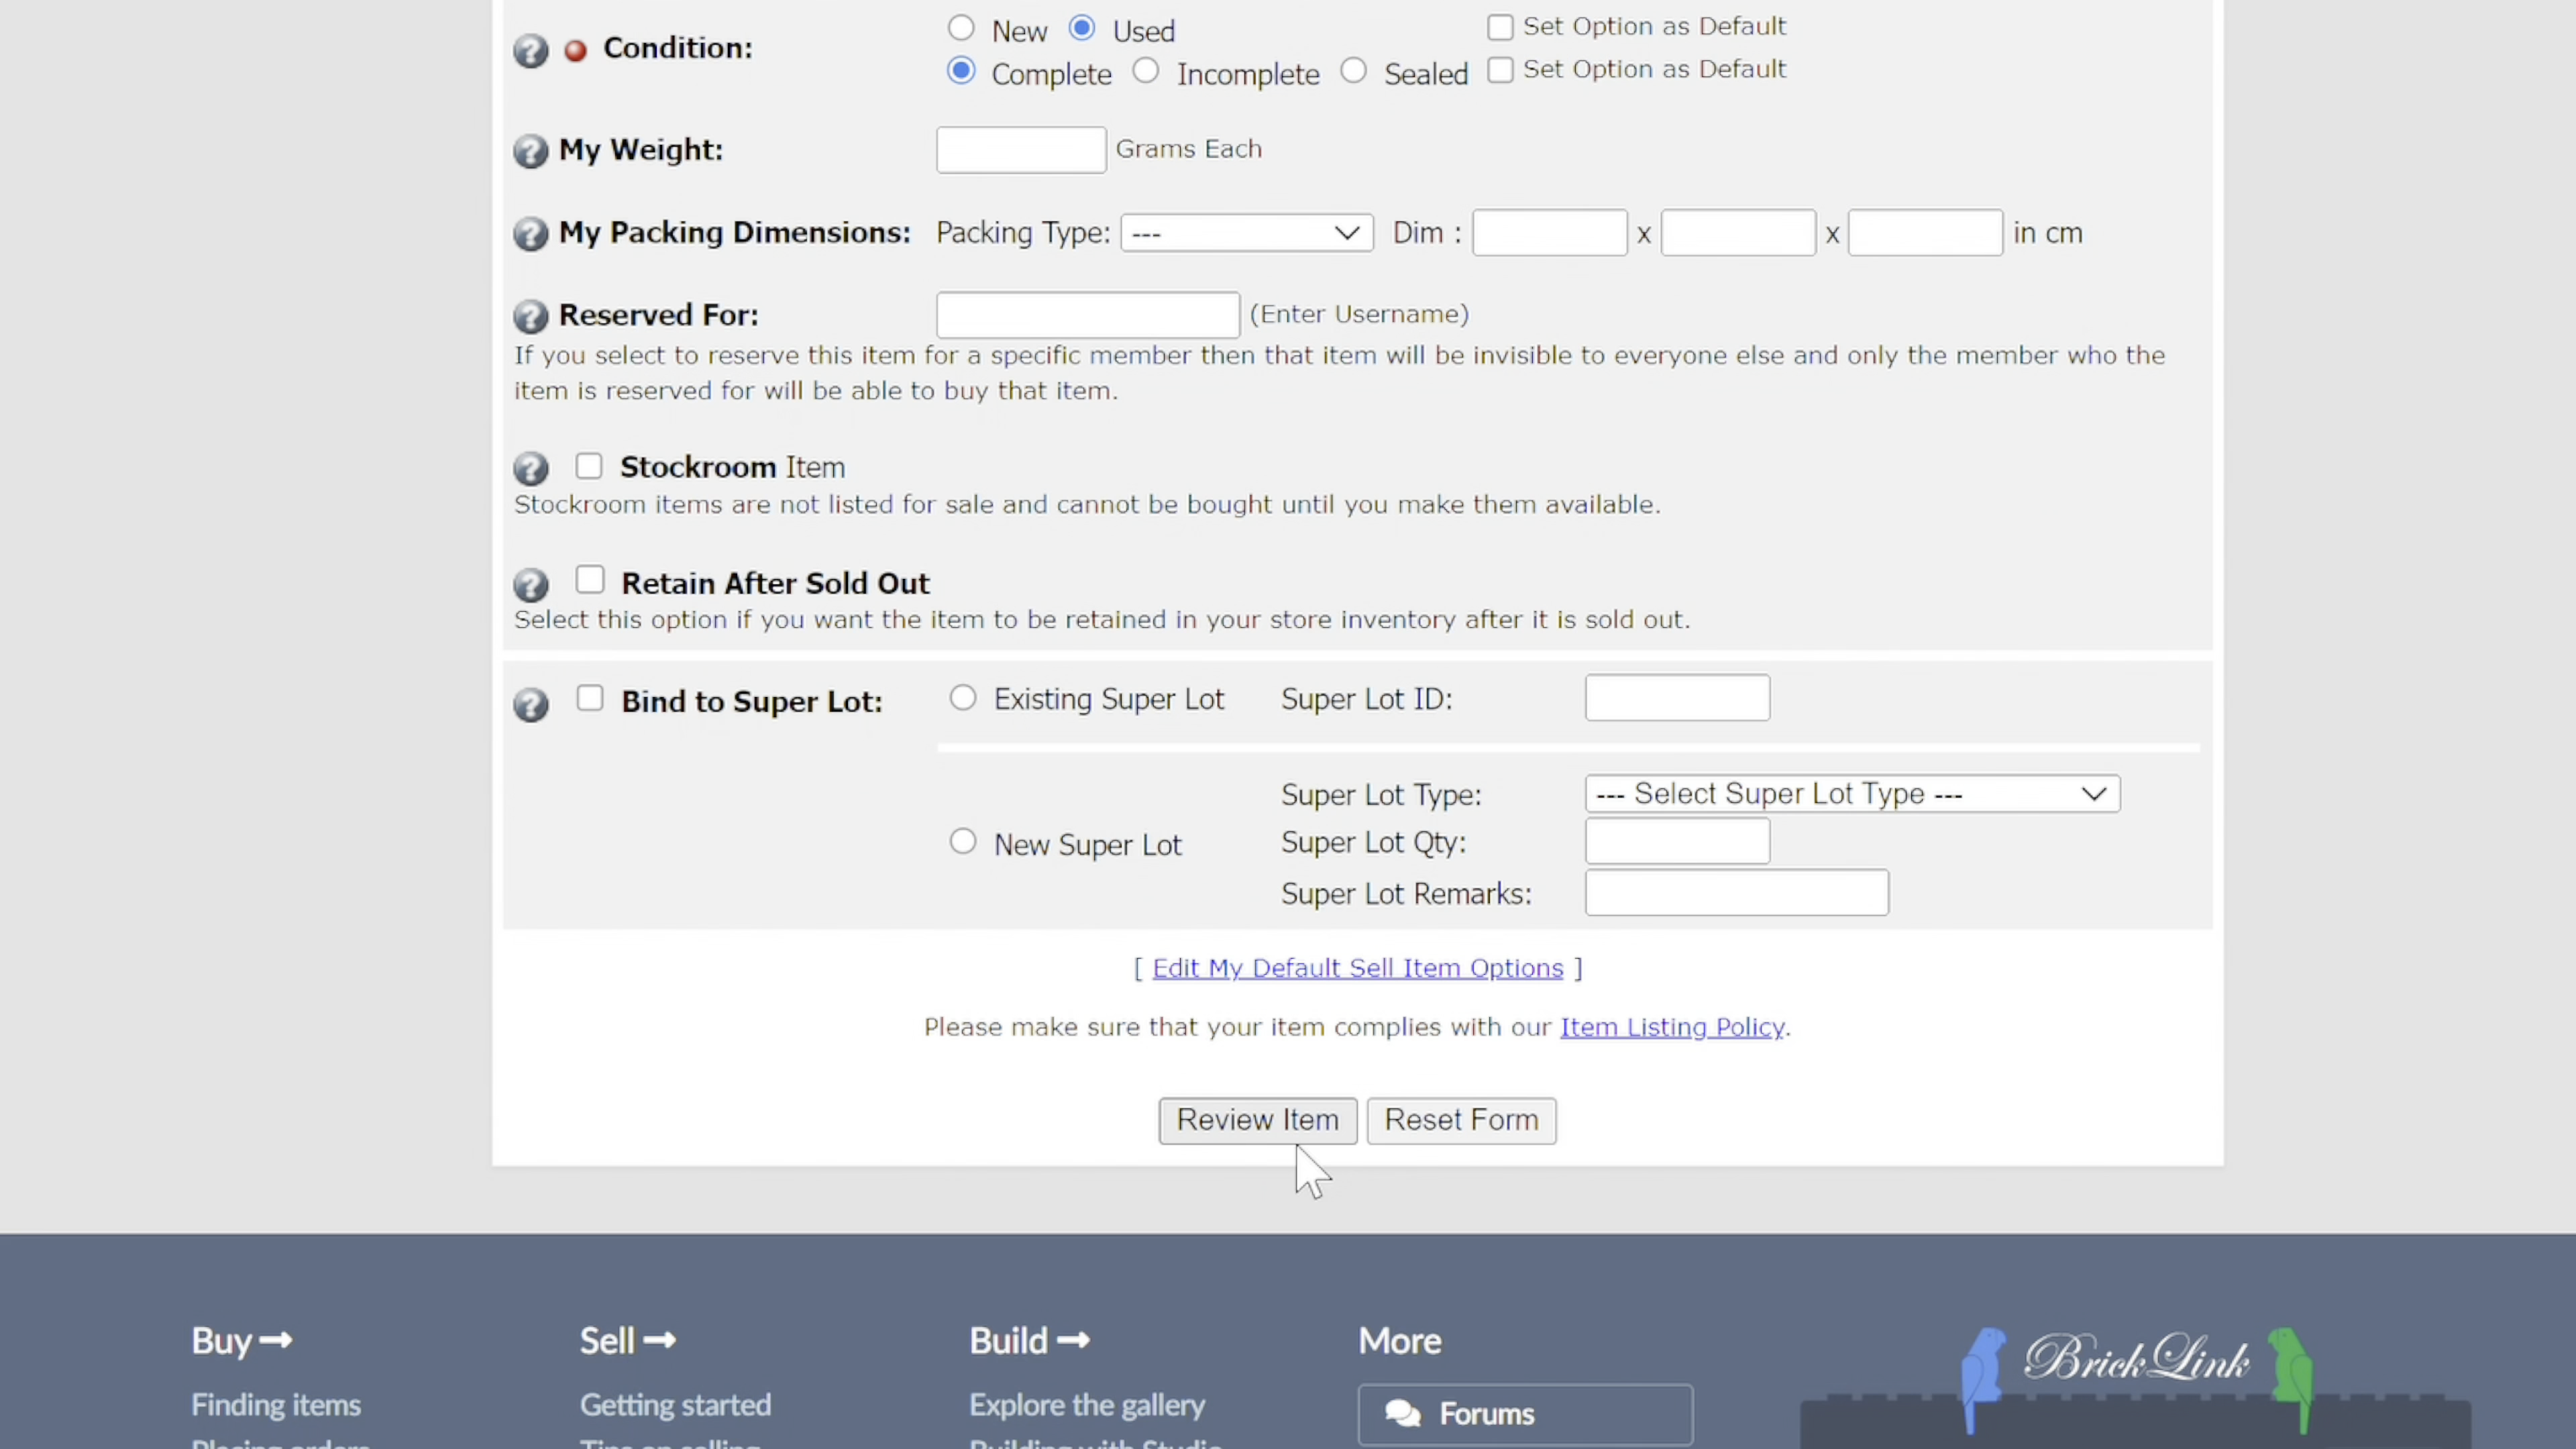 Condition: New Used Set Option as Default
Complete Incomplete Sealed Set Option as Default
My Weight: Grams Each
My Packing Dimensions: Packing Type: --- Dim : x x in cm
Reserved For: (Enter Username)
If you select to reserve this item for a specific member then that item will be invisible to everyone else and only the member who the
item is reserved for will be able to buy that item.
Stockroom Item
Stockroom items are not listed for sale and cannot be bought until you make them available.
Retain After Sold Out
Select this option if you want the item to be retained in your store inventory after it is sold out.
Bind to Super Lot: Existing Super Lot Super Lot ID:
Super Lot Type: --- Select Super Lot Type ---
New Super Lot Super Lot Qty:
Super Lot Remarks:
[ Edit My Default Sell Item Options ]
Please make sure that your item complies with our Item Listing Policy.
Review Item Reset Form
Buy → Sell → Build → More BrickLink
Finding items Getting started Explore the gallery Forums
Placing orders Tips on selling Building with Studio